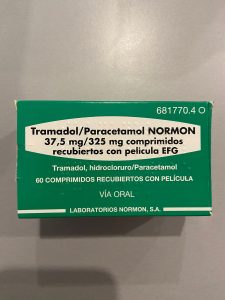 681770.4 O
Tramadol/Paracetamol NORMON
37,5 mg/325 mg comprimidos
recubiertos con película EFG
Tramadol, hidrocloruro/Paracetamol
60 COMPRIMIDOS RECUBIERTOS CON PELÍCULA
VÍA ORAL
LABORATORIOS NORMON, S.A.